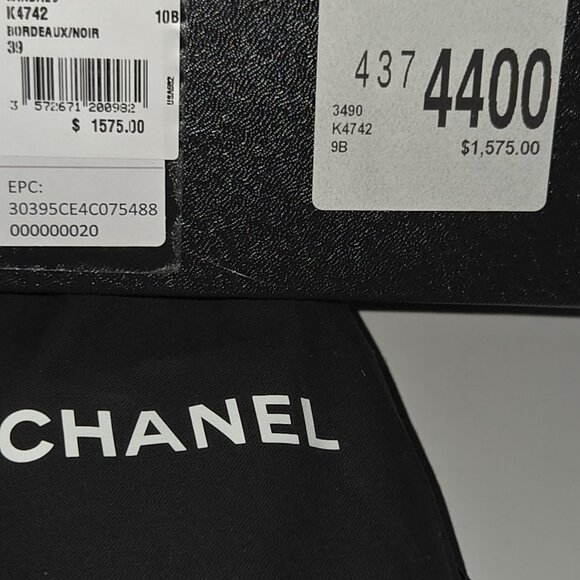 K4742 10B
BORDEAUX/NOIR
39
3 572671 200982
USA082
$ 1575.00
EPC:
30395CE4C075488
000000020
437 4400
3490
K4742
9B $1,575.00
CHANEL